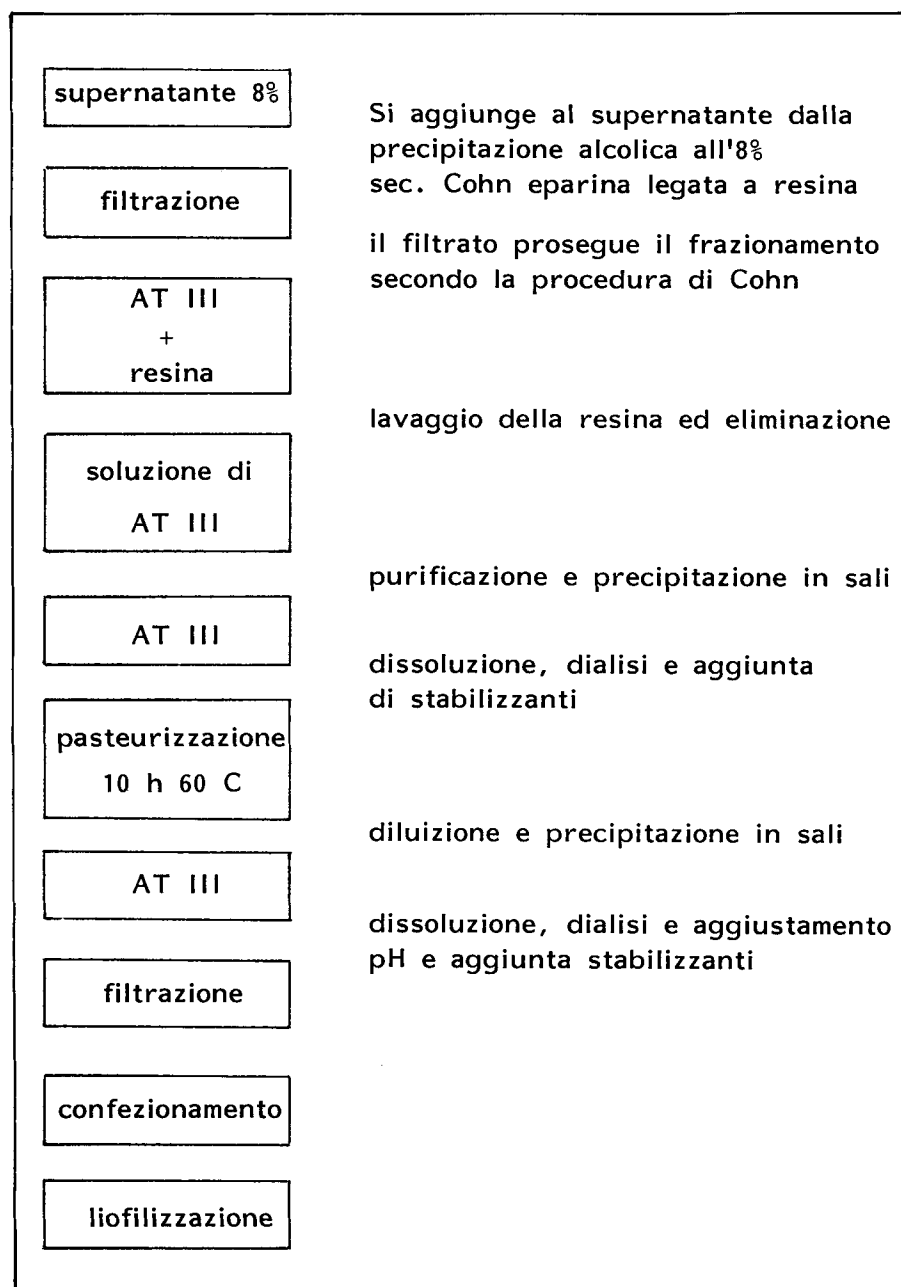 supernatante 8%
Si aggiunge al supernatante dalla
precipitazione alcolica all'8%
sec. Cohn eparina legata a resina
filtrazione
il filtrato prosegue il frazionamento
secondo la procedura di Cohn
AT III
+
resina
lavaggio della resina ed eliminazione
soluzione di
AT III
purificazione e precipitazione in sali
AT III
dissoluzione, dialisi e aggiunta
di stabilizzanti
pasteurizzazione
10 h 60 C
diluizione e precipitazione in sali
AT III
dissoluzione, dialisi e aggiustamento
pH e aggiunta stabilizzanti
filtrazione
confezionamento
liofilizzazione